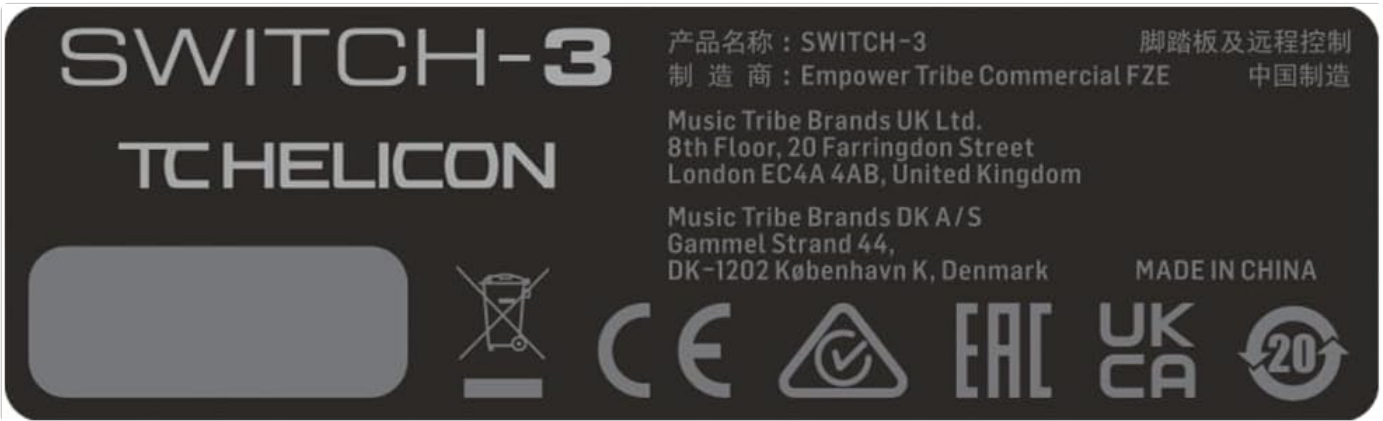 SWITCH-3
TC HELICON
产品名称：SWITCH-3
脚踏板及远程控制
制 造 商：Empower Tribe Commercial FZE
中国制造
Music Tribe Brands UK Ltd.
8th Floor, 20 Farringdon Street
London EC4A 4AB, United Kingdom
Music Tribe Brands DK A/S
Gammel Strand 44,
DK-1202 København K, Denmark
MADE IN CHINA
CE
EAC
UK
CA
20